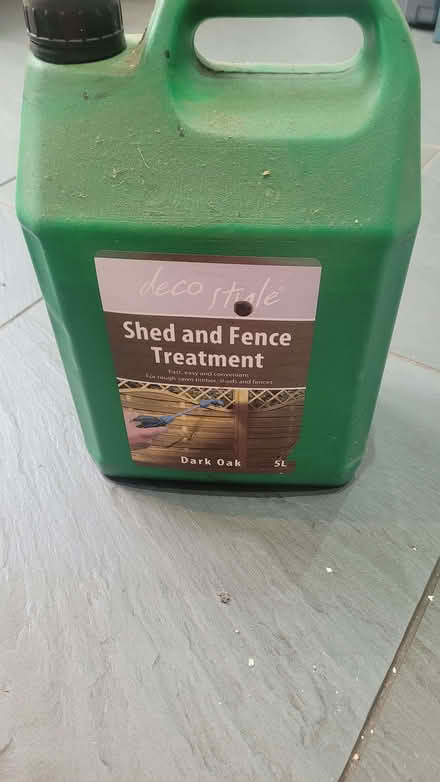 deco style®
Shed and Fence
Treatment
Fast, easy and convenient
For rough sawn timber, sheds and fences
Dark Oak 5L